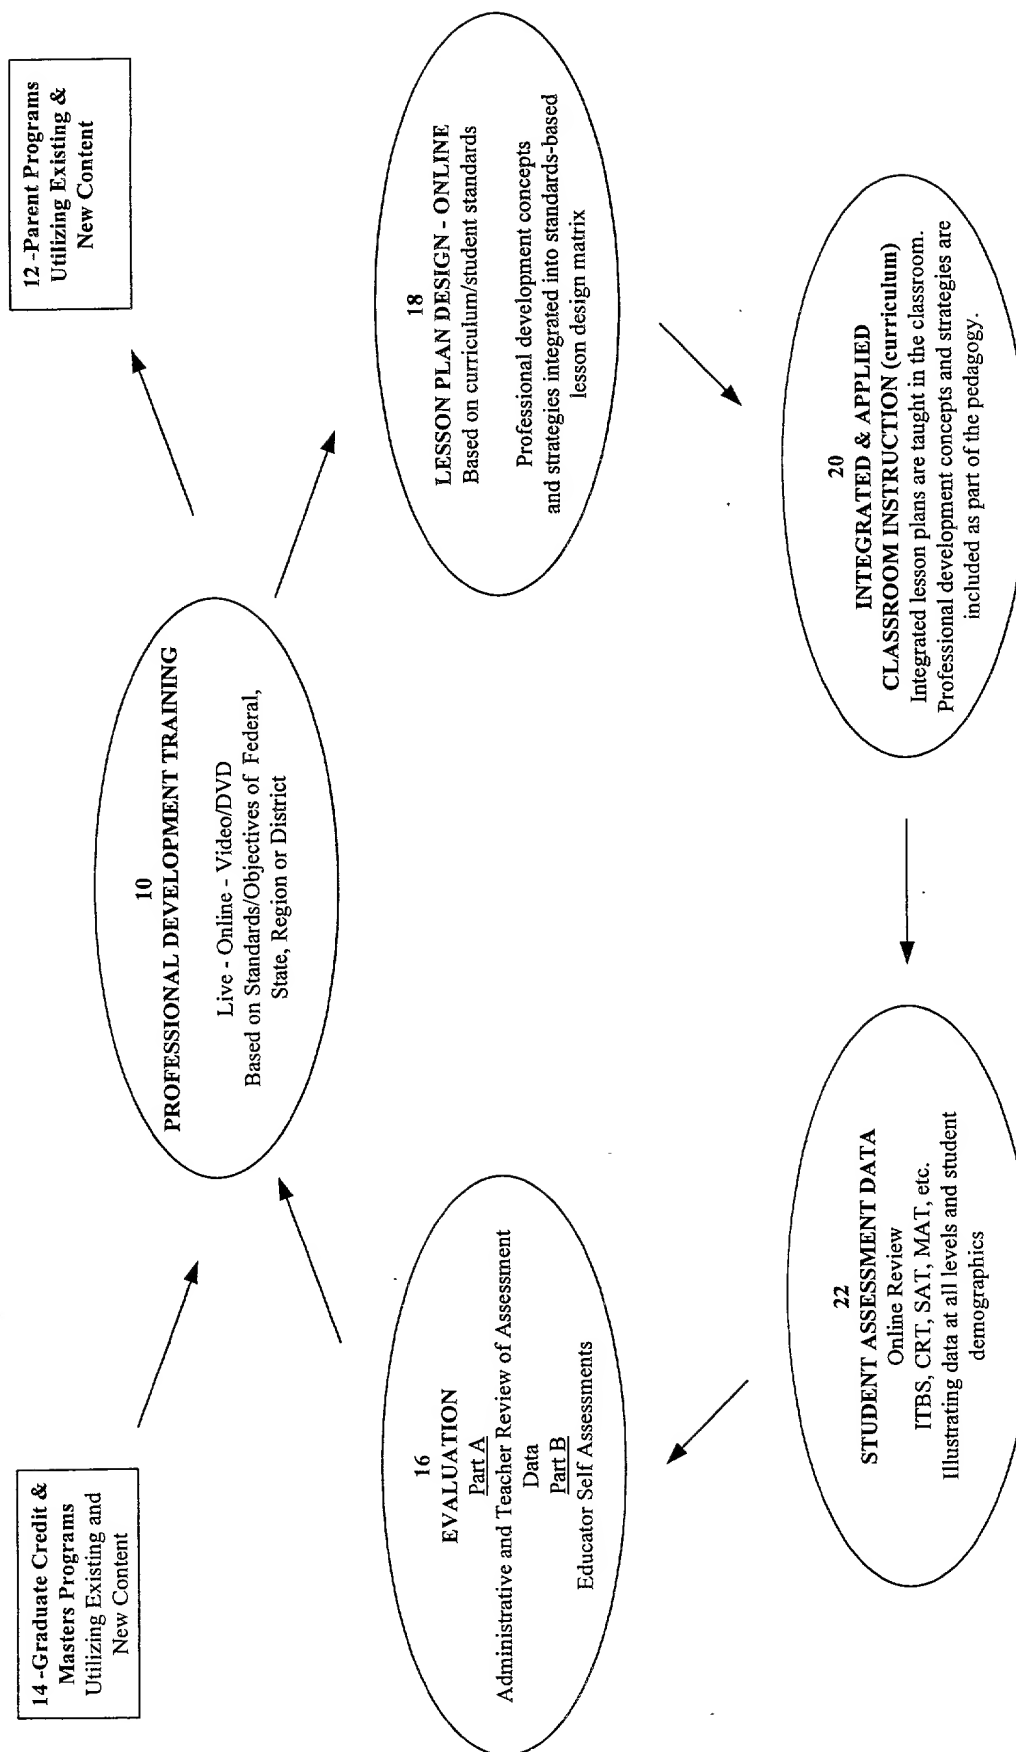 14 -Graduate Credit &
Masters Programs
Utilizing Existing and
New Content
12 -Parent Programs
Utilizing Existing &
New Content
10
PROFESSIONAL DEVELOPMENT TRAINING
Live - Online - Video/DVD
Based on Standards/Objectives of Federal,
State, Region or District
16
EVALUATION
Part A
Administrative and Teacher Review of Assessment
Data
Part B
Educator Self Assessments
18
LESSON PLAN DESIGN - ONLINE
Based on curriculum/student standards
Professional development concepts
and strategies integrated into standards-based
lesson design matrix
22
STUDENT ASSESSMENT DATA
Online Review
ITBS, CRT, SAT, MAT, etc.
Illustrating data at all levels and student
demographics
20
INTEGRATED & APPLIED
CLASSROOM INSTRUCTION (curriculum)
Integrated lesson plans are taught in the classroom.
Professional development concepts and strategies are
included as part of the pedagogy.